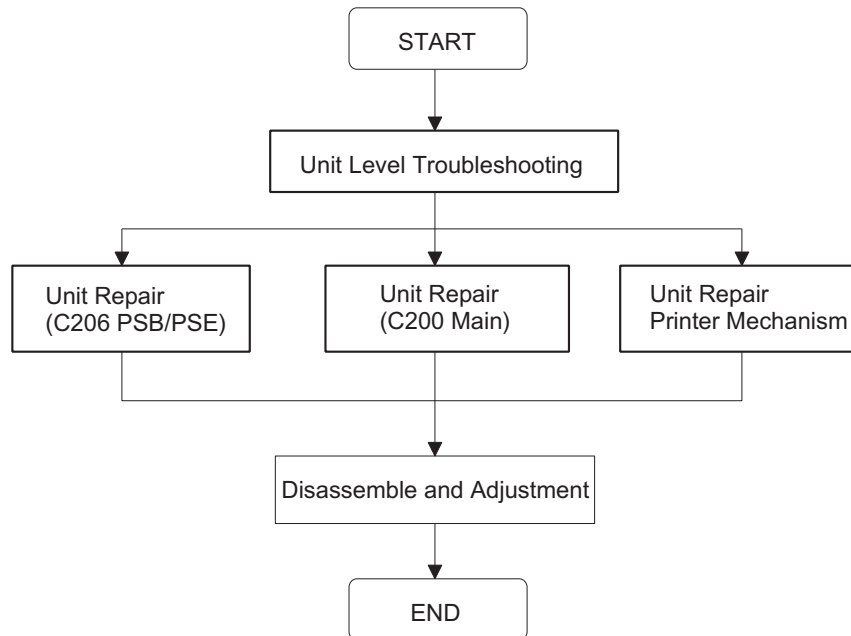 START
Unit Level Troubleshooting
Unit Repair
(C206 PSB/PSE)
Unit Repair
(C200 Main)
Unit Repair
Printer Mechanism
Disassemble and Adjustment
END